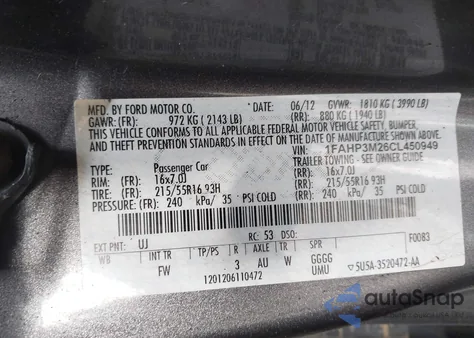 MFD. BY FORD MOTOR CO. DATE: 06/12 GVWR: 1810 KG ( 3990 LB)
GAWR: (FR): 972 KG ( 2143 LB) (RR): 880 KG ( 1940 LB)
THIS VEHICLE CONFORMS TO ALL APPLICABLE FEDERAL MOTOR VEHICLE SAFETY, BUMPER,
AND THEFT PREVENTION STANDARDS IN EFFECT ON THE DATE OF MANUFACTURE SHOWN ABOVE.
VIN: 1FAHP3M26CL450949
TYPE: Passenger Car TRAILER TOWING - SEE OWNER GUIDE
RIM: (FR): 16x7.0J (RR): 16x7.0J
TIRE: (FR): 215/55R16 93H (RR): 215/55R16 93H
PRESSURE: (FR): 240 kPa/ 35 PSI COLD (RR): 240 kPa/ 35 PSI COLD
EXT PNT: UJ RC: 53 DSO: F0083
WB TR TP/PS R AXLE TR SPR
FW 3 AU W GGGG
UMU
1201206110472 5U5A-3520472-AA
autoSnap